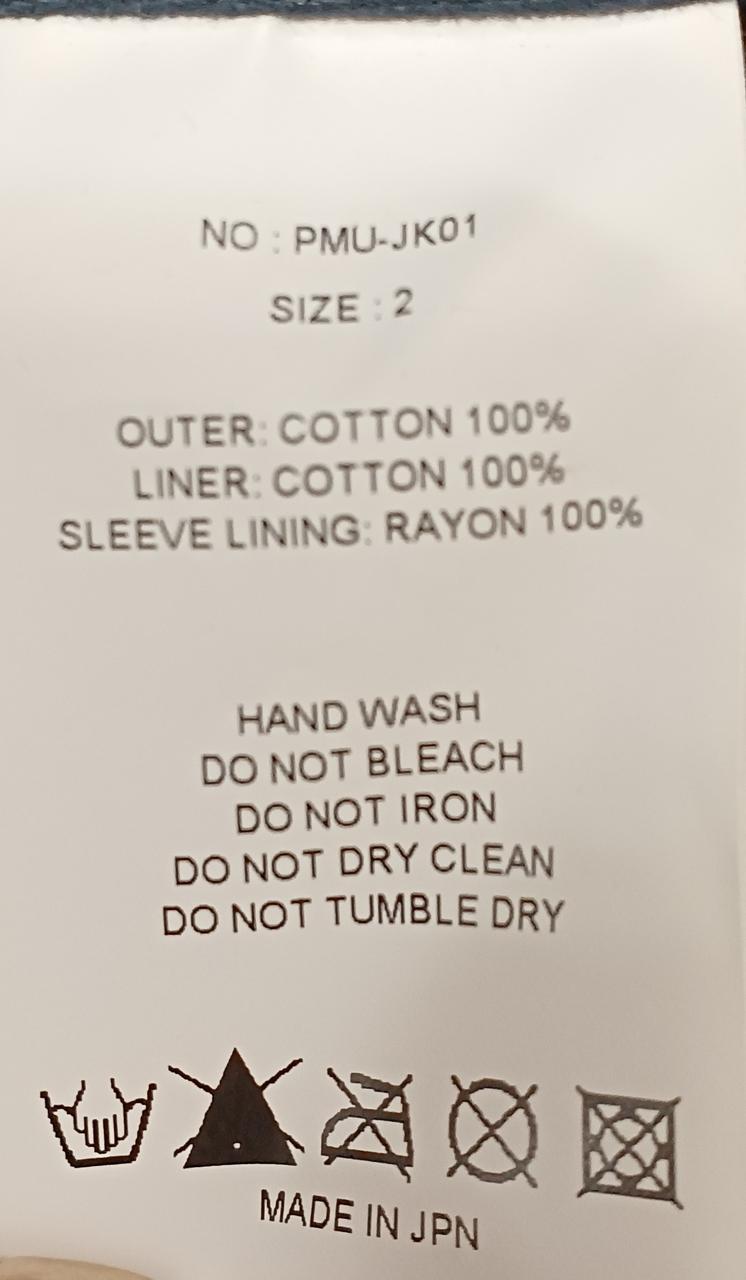 NO : PMU-JK01
SIZE : 2
OUTER: COTTON 100%
LINER: COTTON 100%
SLEEVE LINING: RAYON 100%
HAND WASH
DO NOT BLEACH
DO NOT IRON
DO NOT DRY CLEAN
DO NOT TUMBLE DRY
MADE IN JPN